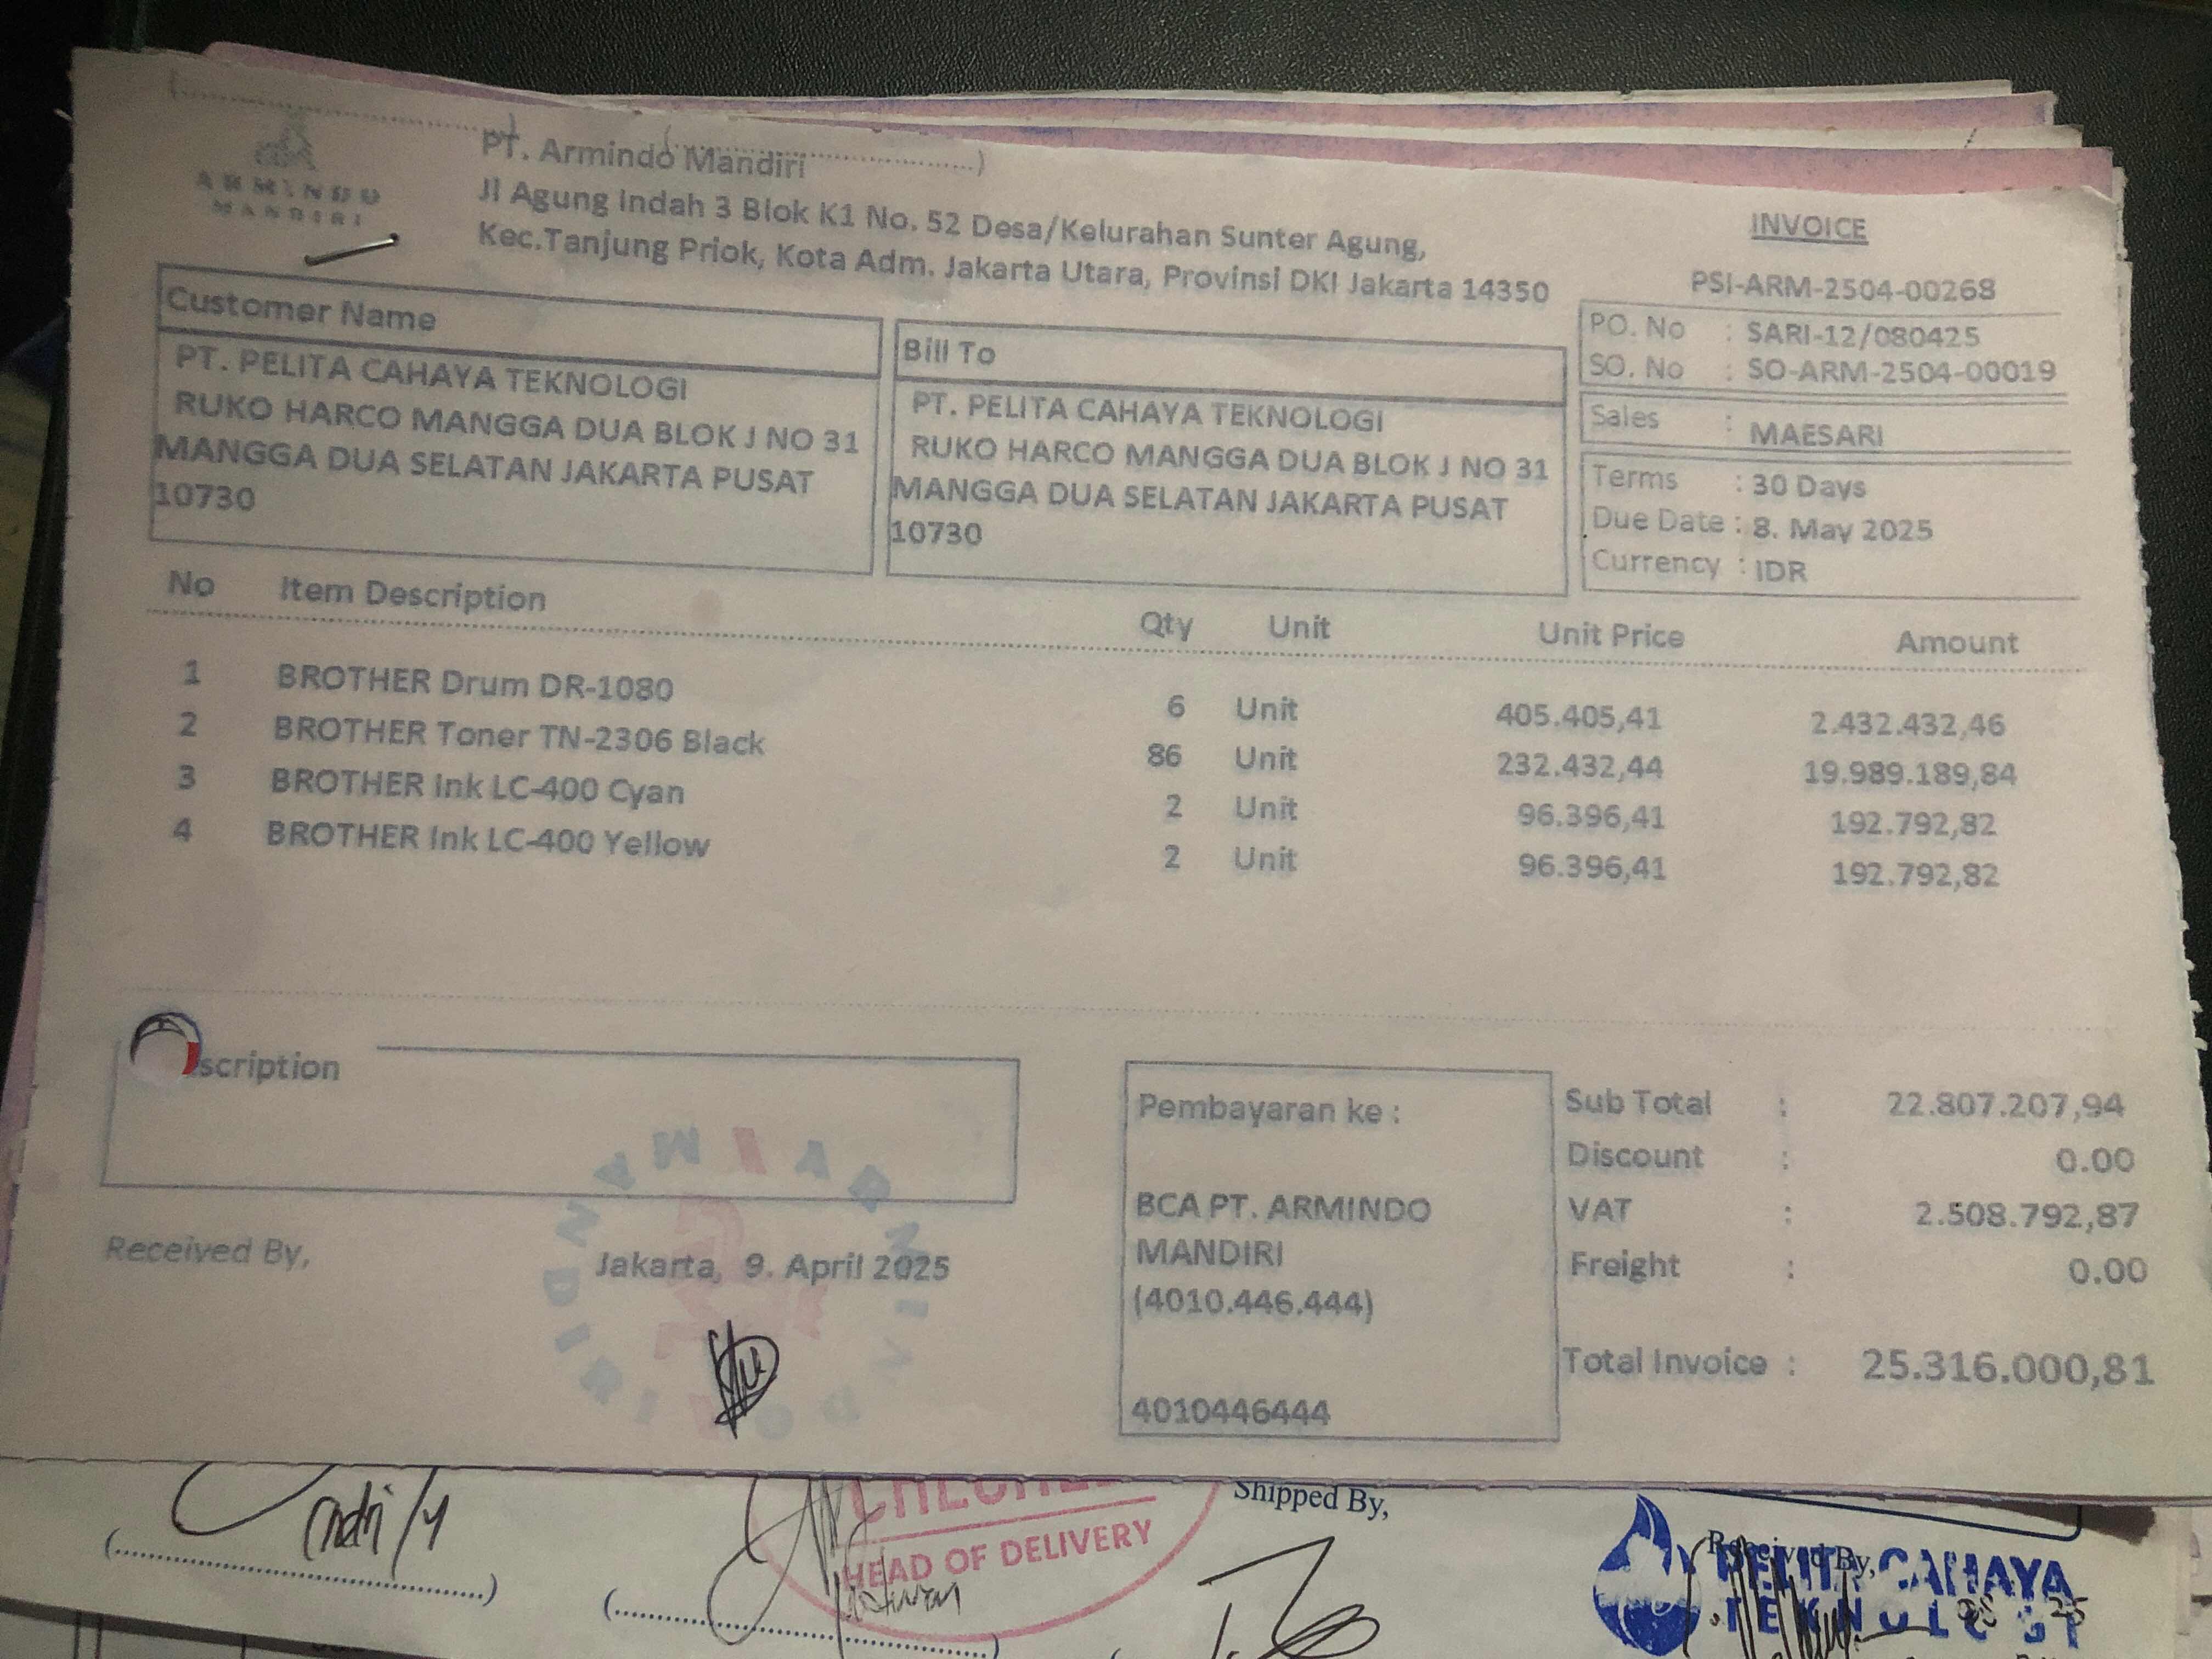 ARMINDO
MANDIRI
PT. Armindo Mandiri
Jl Agung Indah 3 Blok K1 No. 52 Desa/Kelurahan Sunter Agung,
Kec.Tanjung Priok, Kota Adm. Jakarta Utara, Provinsi DKI Jakarta 14350
INVOICE
PSI-ARM-2504-00268
PO. No : SARI-12/080425
SO. No : SO-ARM-2504-00019
Sales : MAESARI
Terms : 30 Days
Due Date : 8. May 2025
Currency : IDR
Customer Name
PT. PELITA CAHAYA TEKNOLOGI
RUKO HARCO MANGGA DUA BLOK J NO 31
MANGGA DUA SELATAN JAKARTA PUSAT
10730
Bill To
PT. PELITA CAHAYA TEKNOLOGI
RUKO HARCO MANGGA DUA BLOK J NO 31
MANGGA DUA SELATAN JAKARTA PUSAT
10730
No Item Description Qty Unit Unit Price Amount
1 BROTHER Drum DR-1080 6 Unit 405.405,41 2.432.432,46
2 BROTHER Toner TN-2306 Black 86 Unit 232.432,44 19.989.189,84
3 BROTHER Ink LC-400 Cyan 2 Unit 96.396,41 192.792,82
4 BROTHER Ink LC-400 Yellow 2 Unit 96.396,41 192.792,82
scription
Received By,
Jakarta, 9. April 2025
ARMINDO MANDIRI
Pembayaran ke :
BCA PT. ARMINDO
MANDIRI
(4010.446.444)
4010446444
Sub Total : 22.807.207,94
Discount : 0.00
VAT : 2.508.792,87
Freight : 0.00
Total Invoice : 25.316.000,81
HEAD OF DELIVERY
Shipped By,
Received By,
PELITA CAHAYA
TEKNOLOGI